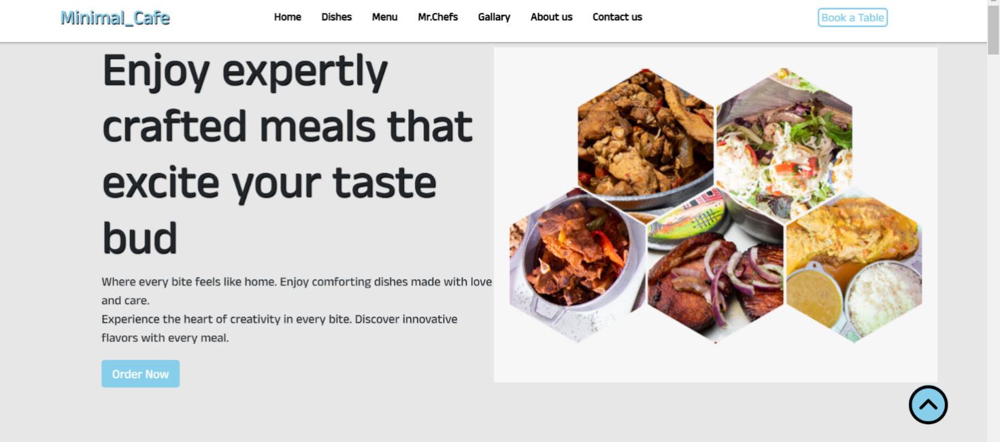 Minimal_Cafe
Home Dishes Menu Mr.Chefs Gallary About us Contact us
Book a Table
Enjoy expertly
crafted meals that
excite your taste
bud
Where every bite feels like home. Enjoy comforting dishes made with love
and care.
Experience the heart of creativity in every bite. Discover innovative
flavors with every meal.
Order Now